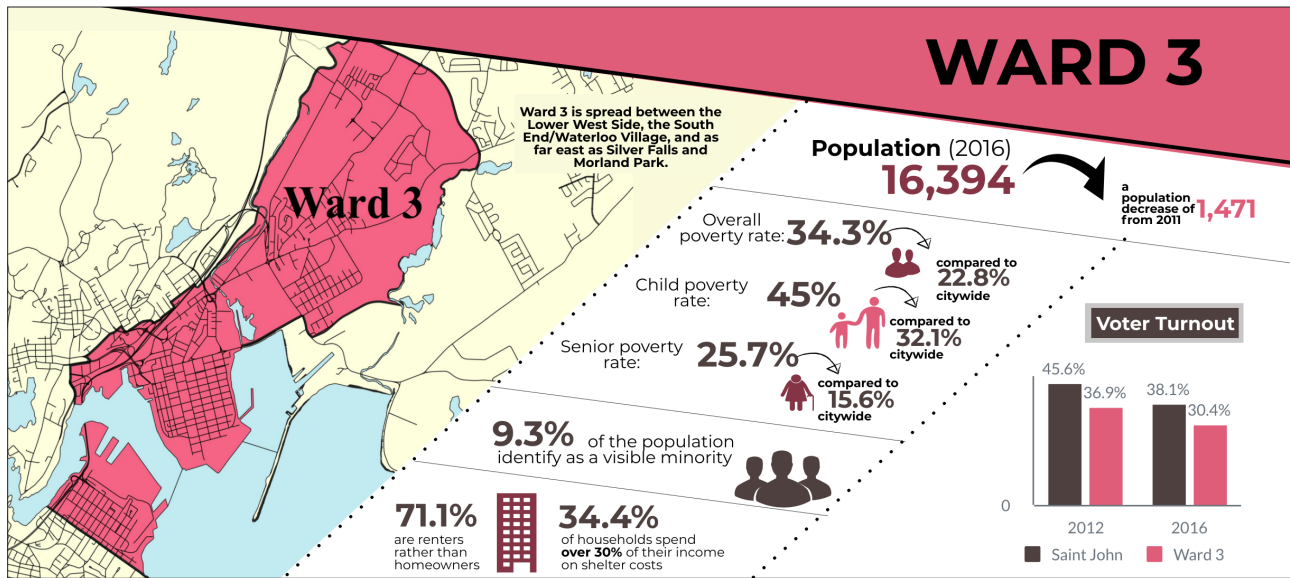 WARD 3
Ward 3 is spread between the
Lower West Side, the South
End/Waterloo Village, and as
far east as Silver Falls and
Morland Park.
Ward 3
Population (2016)
16,394
a
population
decrease of 1,471
from 2011
Overall
poverty rate: 34.3%
compared to
22.8%
citywide
Child poverty
rate: 45%
compared to
32.1%
citywide
Senior poverty
rate: 25.7%
compared to
15.6%
citywide
9.3% of the population
identify as a visible minority
71.1%
are renters
rather than
homeowners
34.4%
of households spend
over 30% of their income
on shelter costs
Voter Turnout
45.6%
36.9%
38.1%
30.4%
0
2012
2016
Saint John
Ward 3